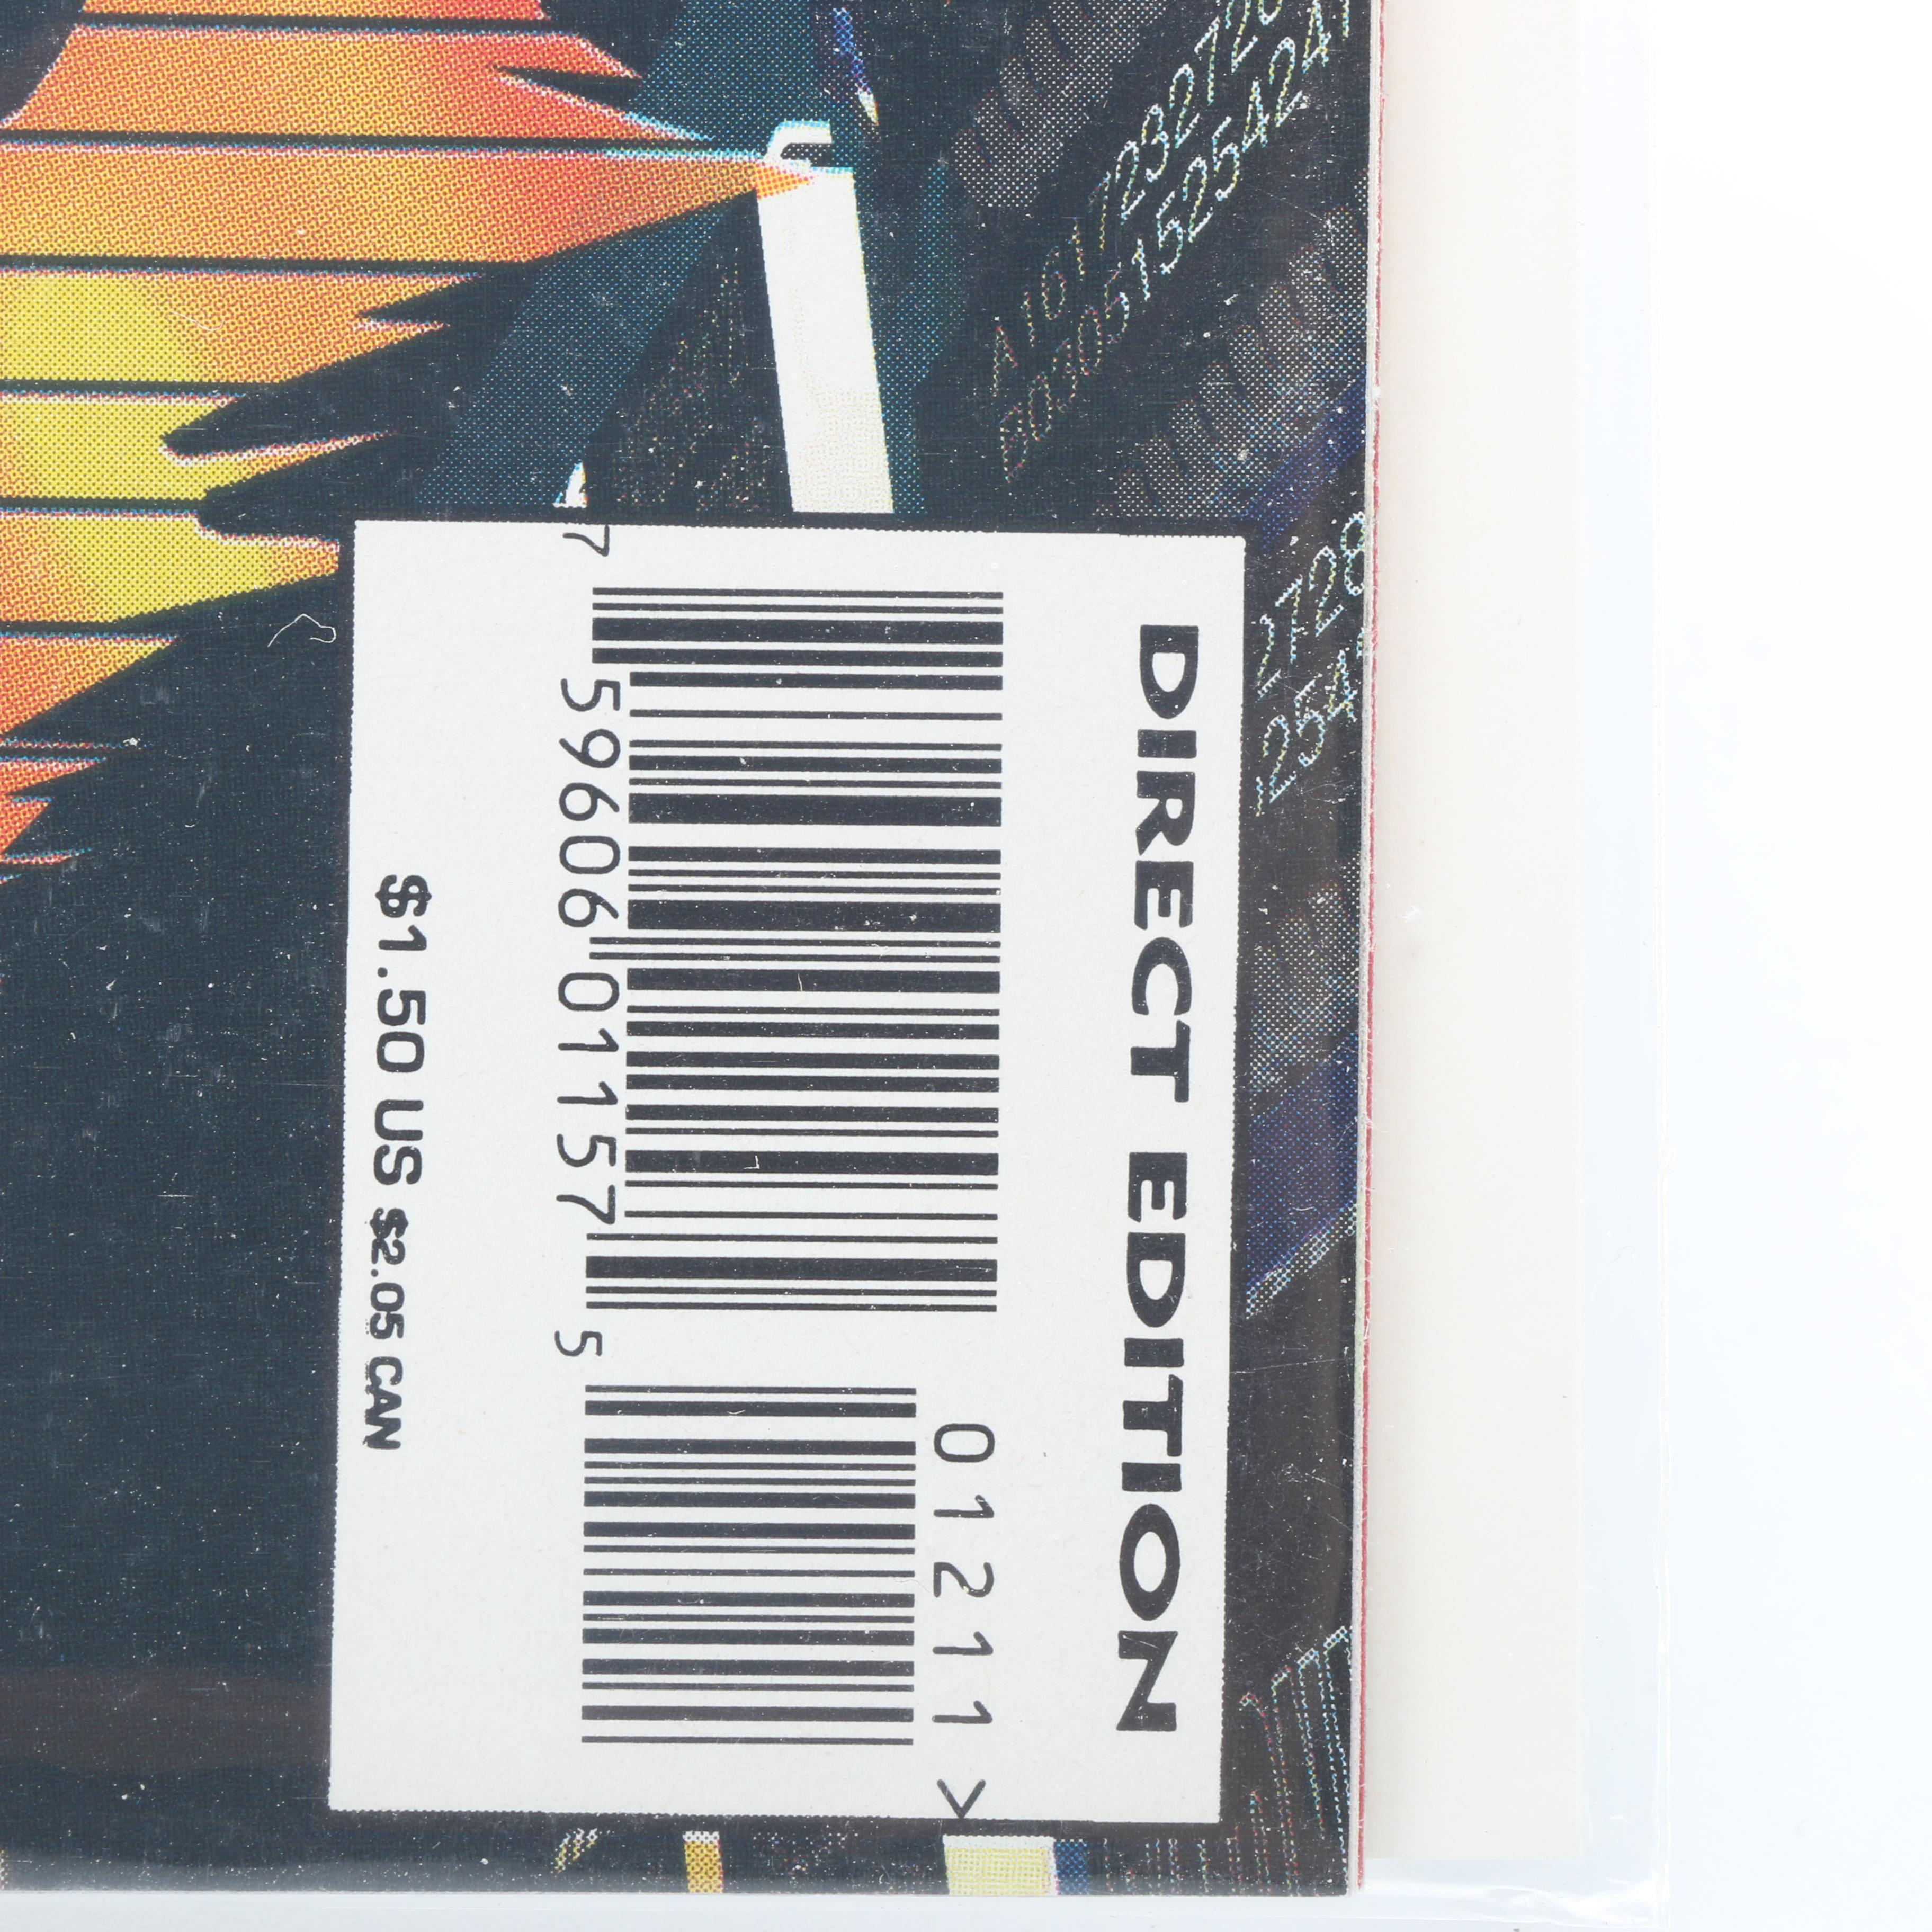 DIRECT EDITION
01211 >
7 59606 01157 5
$1.50 US $2.05 CAN